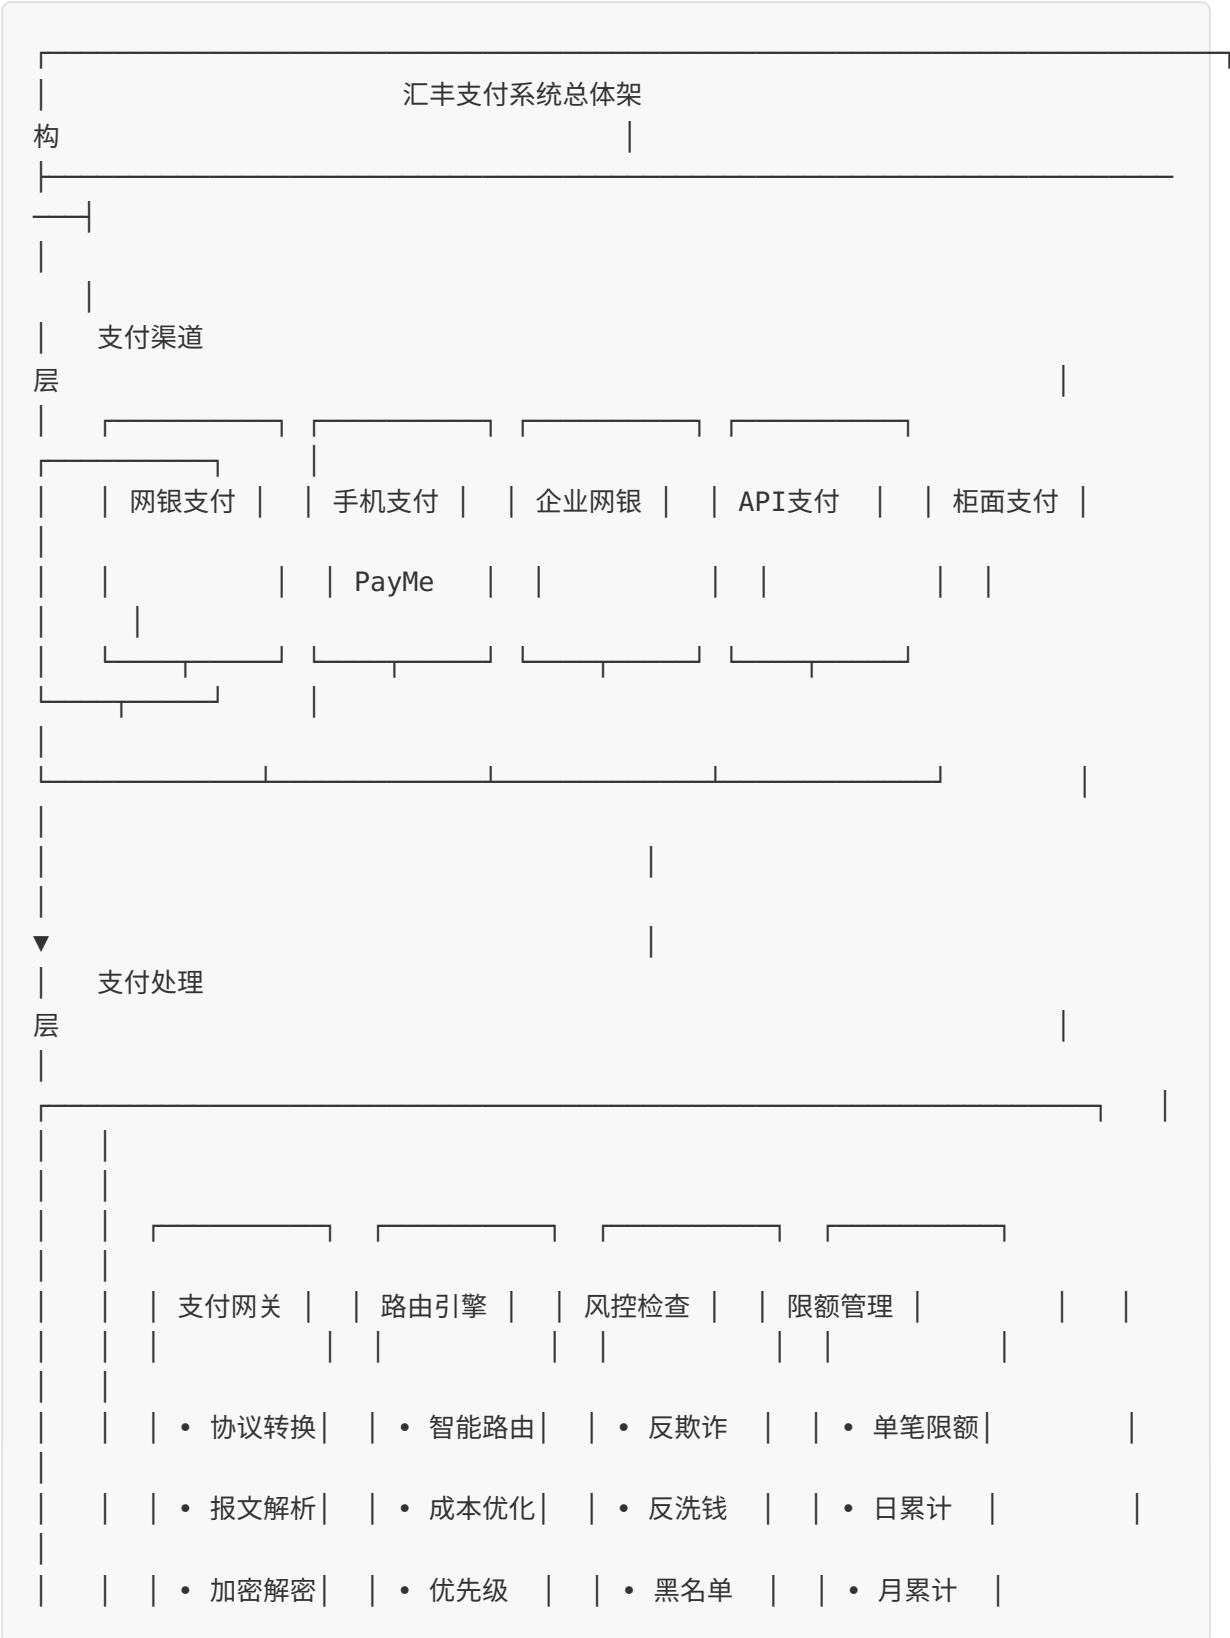 汇丰支付系统总体架
构
支付渠道
层
网银支付 手机支付 企业网银 API支付 柜面支付
PayMe
▼
支付处理
层
支付网关 路由引擎 风控检查 限额管理
• 协议转换 • 智能路由 • 反欺诈 • 单笔限额
• 报文解析 • 成本优化 • 反洗钱 • 日累计
• 加密解密 • 优先级 • 黑名单 • 月累计